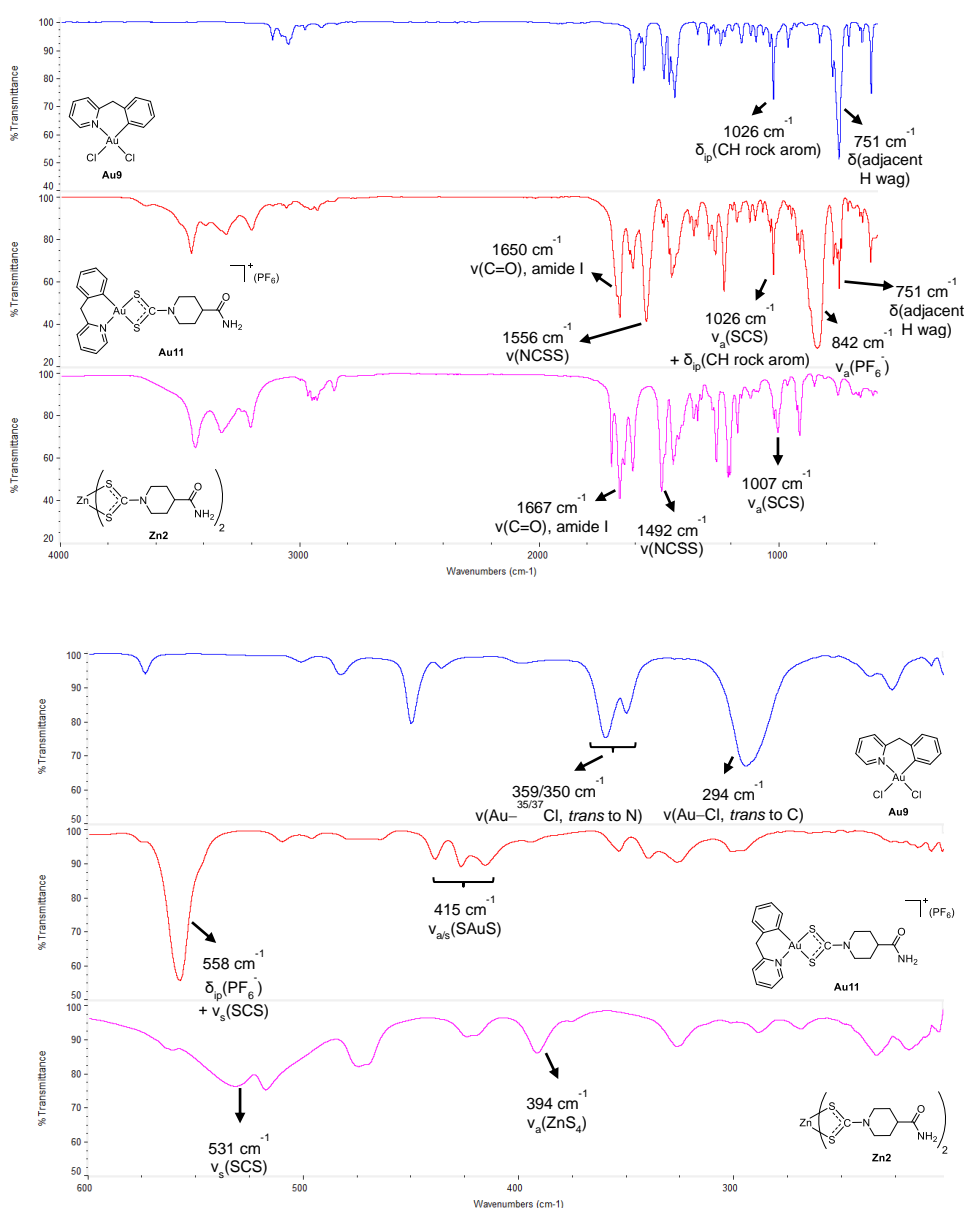 100
90
80
70
60
50
40
% Transmittance
N
Au
Cl
Cl
Au9
1026 cm⁻¹
δip(CH rock arom)
751 cm⁻¹
δ(adjacent
H wag)
100
80
60
40
20
% Transmittance
S
Au
C
N
O
NH₂
N
S
+
(PF₆)
Au11
1650 cm⁻¹
ν(C=O), amide I
1556 cm⁻¹
ν(NCSS)
1026 cm⁻¹
νa(SCS)
+ δip(CH rock arom)
842 cm⁻¹
νa(PF₆⁻)
751 cm⁻¹
δ(adjacent
H wag)
100
80
60
40
20
% Transmittance
Zn
S
S
C
N
O
NH₂
2
Zn2
1667 cm⁻¹
ν(C=O), amide I
1492 cm⁻¹
ν(NCSS)
1007 cm⁻¹
νa(SCS)
4000
3000
2000
1000
Wavenumbers (cm-1)
100
90
80
70
60
50
% Transmittance
359/350 cm⁻¹
ν(Au–³⁵/³⁷Cl, trans to N)
294 cm⁻¹
ν(Au–Cl, trans to C)
N
Au
Cl
Cl
Au9
100
90
80
70
60
50
% Transmittance
558 cm⁻¹
δip(PF₆⁻)
+ νs(SCS)
415 cm⁻¹
νa/s(SAuS)
S
Au
C
N
O
NH₂
N
S
+
(PF₆)
Au11
100
90
80
70
60
50
% Transmittance
531 cm⁻¹
νs(SCS)
394 cm⁻¹
νa(ZnS₄)
Zn
S
S
C
N
O
NH₂
2
Zn2
600
500
400
300
Wavenumbers (cm-1)